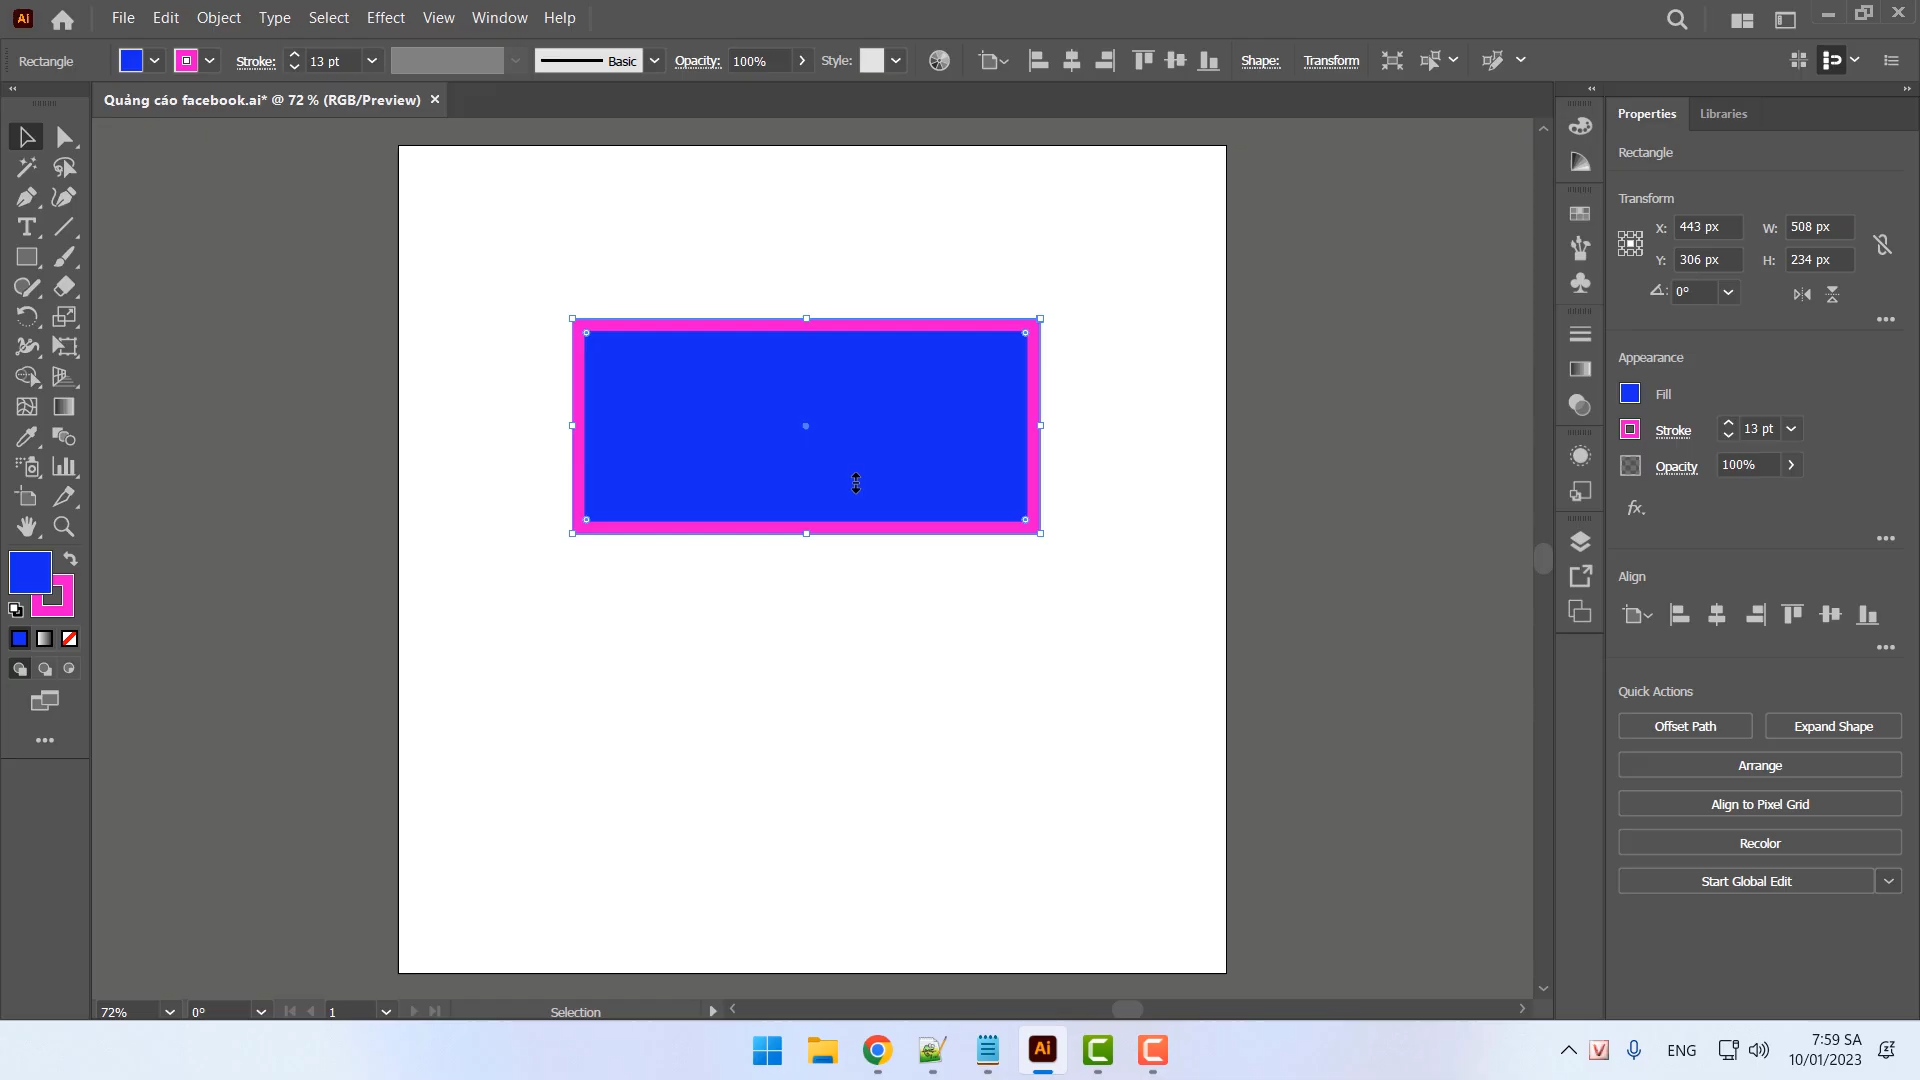 Ai File Edit Object Type Select Effect View Window Help
Rectangle Stroke: 13 pt Basic Opacity: 100% Style: Shape: Transform
Quảng cáo facebook.ai* @ 72 % (RGB/Preview) ×
Properties Libraries
Rectangle
Transform
X: 443 px W: 508 px
Y: 306 px H: 234 px
0°
Appearance
Fill
Stroke 13 pt
Opacity 100%
fx.
Align
Quick Actions
Offset Path Expand Shape
Arrange
Align to Pixel Grid
Recolor
Start Global Edit
72% 0° 1 Selection
Ai
ENG
7:59 SA
10/01/2023